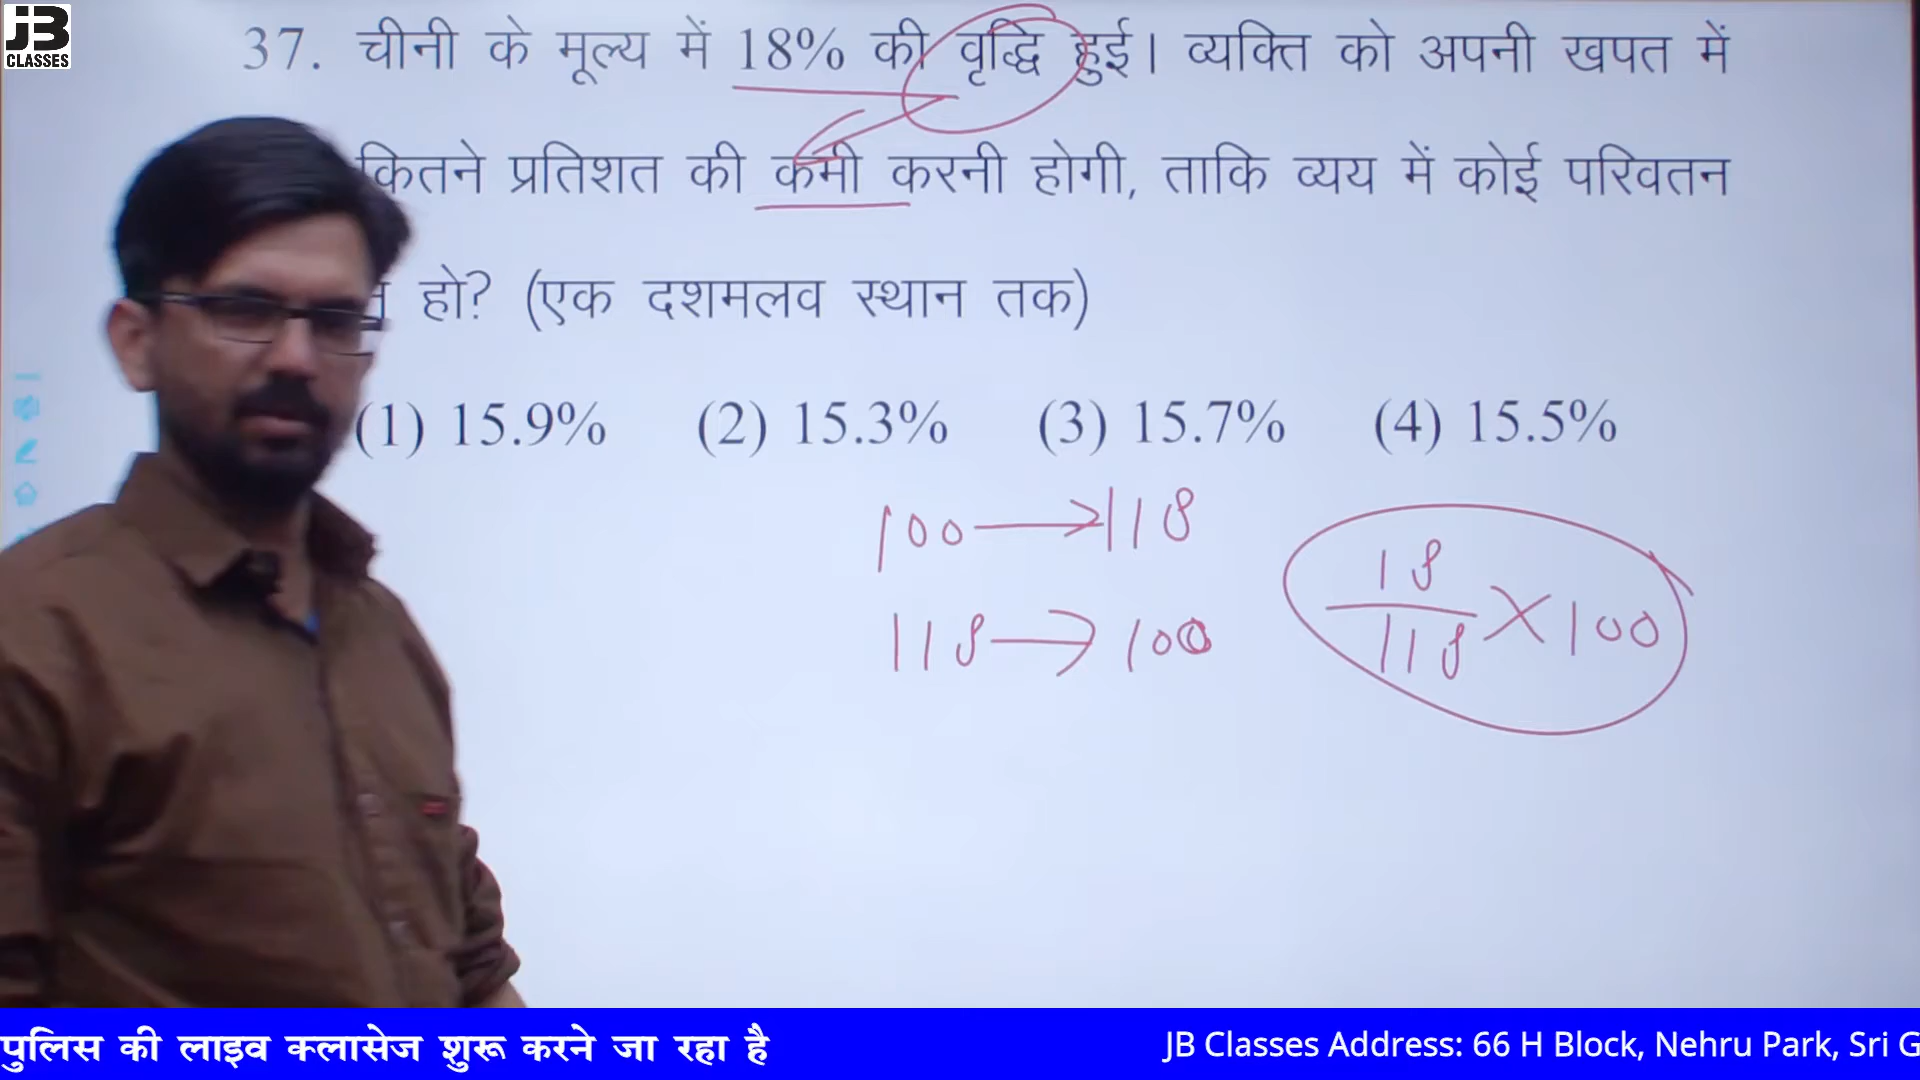 JB
CLASSES
37. चीनी के मूल्य में 18% की वृद्धि हुई। व्यक्ति को अपनी खपत में
कितने प्रतिशत की कमी करनी होगी, ताकि व्यय में कोई परिवतन
हो? (एक दशमलव स्थान तक)
(1) 15.9% (2) 15.3% (3) 15.7% (4) 15.5%
100 → 118
118 → 100
18/118 × 100
पुलिस की लाइव क्लासेज शुरू करने जा रहा है
JB Classes Address: 66 H Block, Nehru Park, Sri G